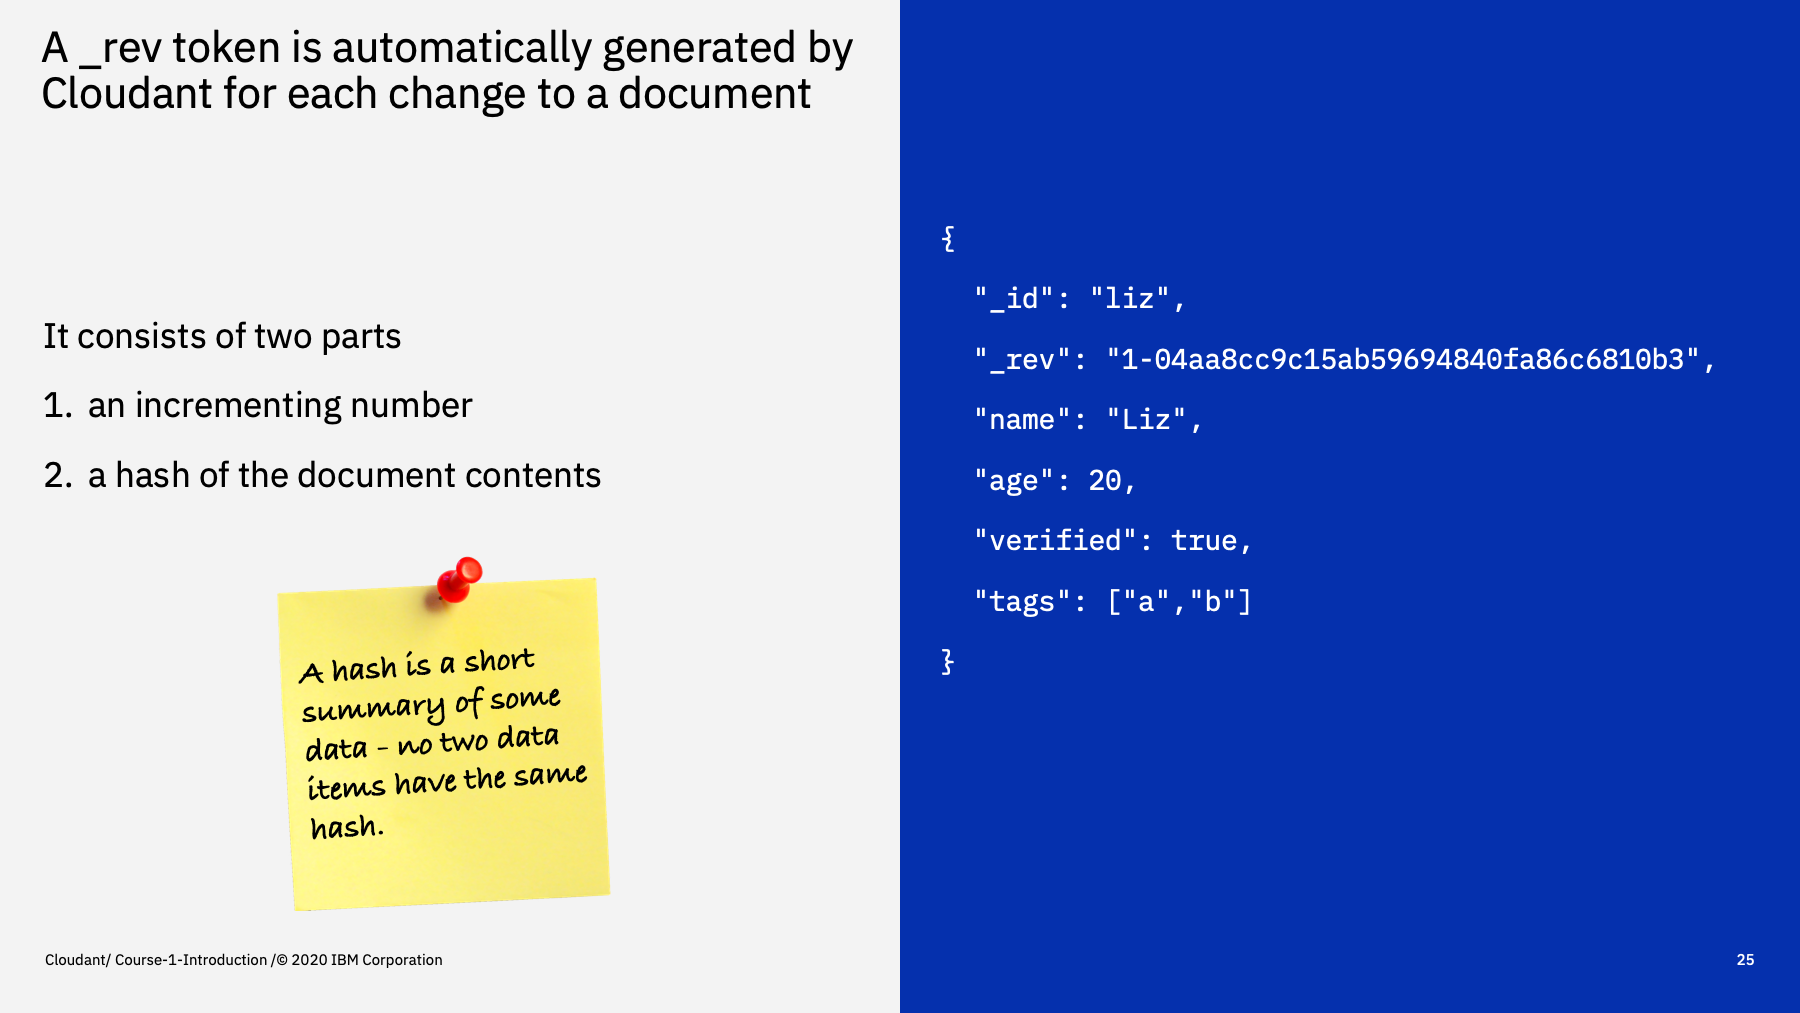 A _rev token is automatically generated by
Cloudant for each change to a document
It consists of two parts
1. an incrementing number
2. a hash of the document contents
A hash is a short
summary of some
data - no two data
items have the same
hash.
Cloudant/ Course-1-Introduction /© 2020 IBM Corporation
{
"_id": "liz",
"_rev": "1-04aa8cc9c15ab59694840fa86c6810b3",
"name": "Liz",
"age": 20,
"verified": true,
"tags": ["a","b"]
}
25